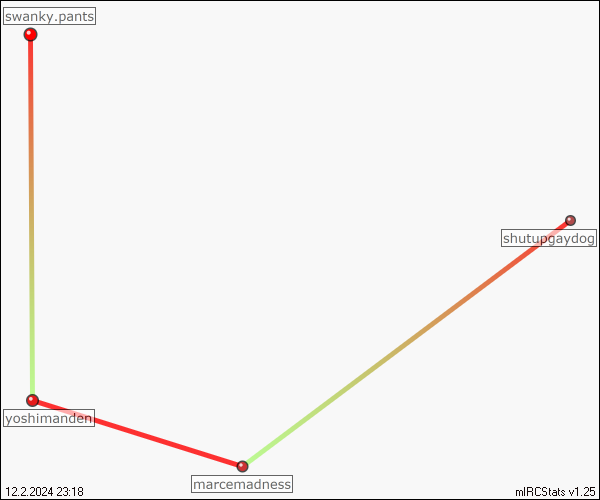 swanky.pants
shutupgaydog
yoshimanden
marcemadness
12.2.2024 23:18
mIRCStats v1.25